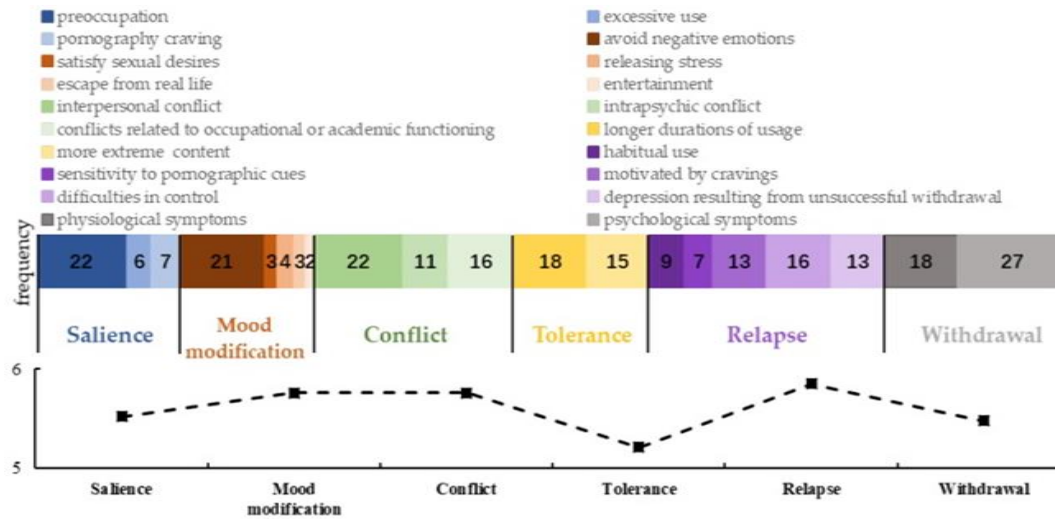 preoccupation
excessive use
pornography craving
avoid negative emotions
satisfy sexual desires
releasing stress
escape from real life
entertainment
interpersonal conflict
intrapsychic conflict
conflicts related to occupational or academic functioning
longer durations of usage
more extreme content
habitual use
sensitivity to pornographic cues
motivated by cravings
difficulties in control
depression resulting from unsuccessful withdrawal
physiological symptoms
psychological symptoms
frequency
22 6 7 21 3 4 3 2 22 11 16 18 15 9 7 13 16 13 18 27
Salience
Mood
modification
Conflict
Tolerance
Relapse
Withdrawal
6
5
Salience
Mood
modification
Conflict
Tolerance
Relapse
Withdrawal